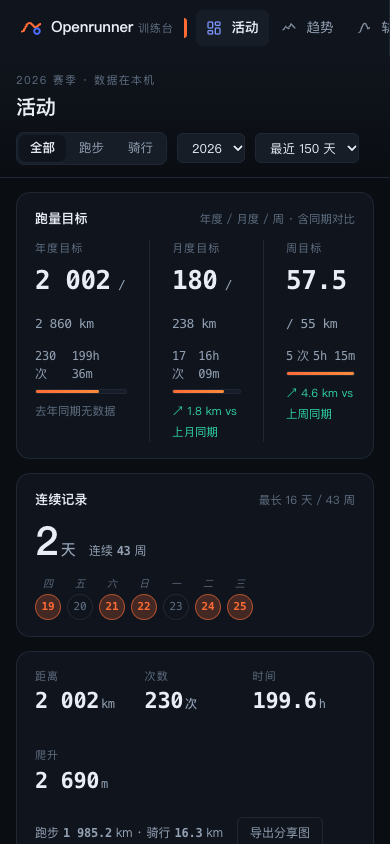 Openrunner 训练台 活动 趋势
2026 赛季 · 数据在本机
活动
全部 跑步 骑行 2026 最近 150 天
跑量目标 年度 / 月度 / 周 · 含同期对比
年度目标 月度目标 周目标
2 002 / 180 / 57.5
2 860 km 238 km / 55 km
230 次 199h 36m 17 次 16h 09m 5 次 5h 15m
去年同期无数据 ↗ 1.8 km vs 上月同期 ↗ 4.6 km vs 上周同期
连续记录 最长 16 天 / 43 周
2 天 连续 43 周
四 五 六 日 一 二 三
19 20 21 22 23 24 25
距离 次数 时间
2 002 km 230 次 199.6 h
爬升
2 690 m
跑步 1 985.2 km · 骑行 16.3 km 导出分享图